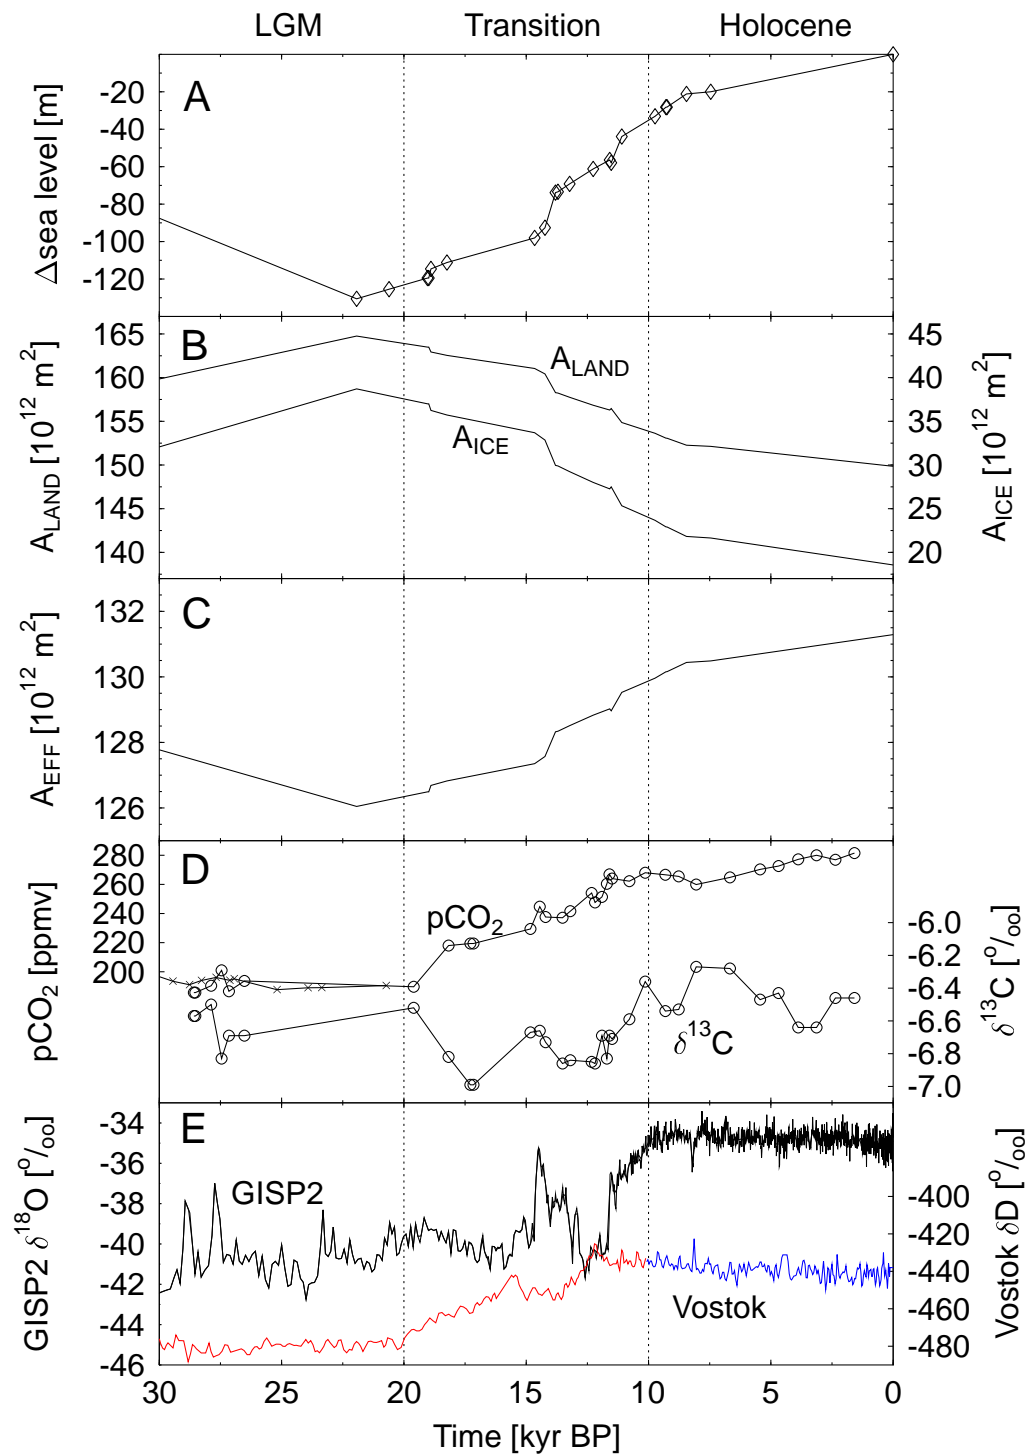 LGM Transition Holocene
A
Δsea level [m]
-20
-40
-60
-80
-100
-120
B
A_LAND [10^12 m^2]
165
160
155
150
145
140
A_LAND
A_ICE
45
40
35
30
25
20
A_ICE [10^12 m^2]
C
A_EFF [10^12 m^2]
132
130
128
126
D
pCO_2 [ppmv]
280
260
240
220
200
pCO_2
δ^13C
-6.0
-6.2
-6.4
-6.6
-6.8
-7.0
δ^13C [^o/_oo]
E
GISP2 δ^18O [^o/_oo]
-34
-36
-38
-40
-42
-44
-46
GISP2
Vostok
-400
-420
-440
-460
-480
Vostok δD [^o/_oo]
30 20 15 10 5 0
Time [kyr BP]